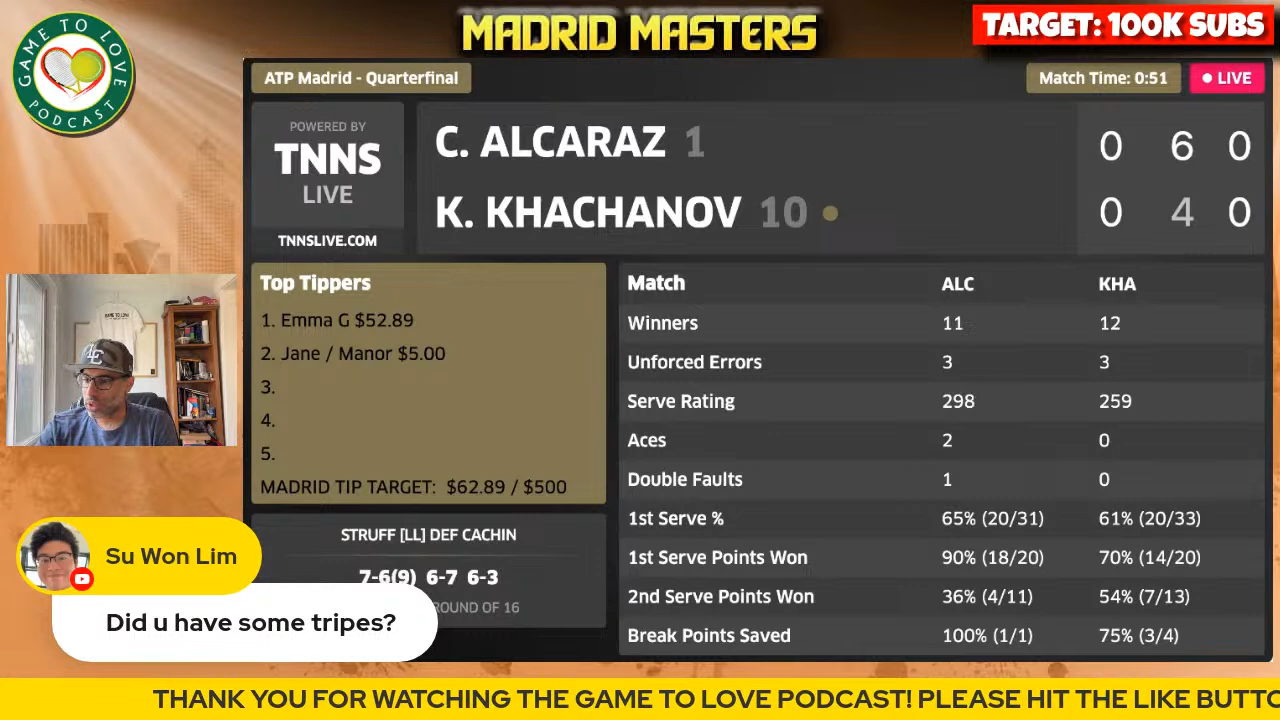 GAME TO LOVE
PODCAST
MADRID MASTERS
TARGET: 100K SUBS
ATP Madrid - Quarterfinal
Match Time: 0:51
LIVE
POWERED BY
TNNS
LIVE
TNNSLIVE.COM
C. ALCARAZ 1
0 6 0
K. KHACHANOV 10
0 4 0
Top Tippers
1. Emma G $52.89
2. Jane / Manor $5.00
3.
4.
5.
MADRID TIP TARGET: $62.89 / $500
STRUFF [LL] DEF CACHIN
7-6(9) 6-7 6-3
ROUND OF 16
Match ALC KHA
Winners 11 12
Unforced Errors 3 3
Serve Rating 298 259
Aces 2 0
Double Faults 1 0
1st Serve % 65% (20/31) 61% (20/33)
1st Serve Points Won 90% (18/20) 70% (14/20)
2nd Serve Points Won 36% (4/11) 54% (7/13)
Break Points Saved 100% (1/1) 75% (3/4)
Su Won Lim
Did u have some tripes?
THANK YOU FOR WATCHING THE GAME TO LOVE PODCAST! PLEASE HIT THE LIKE BUTTO